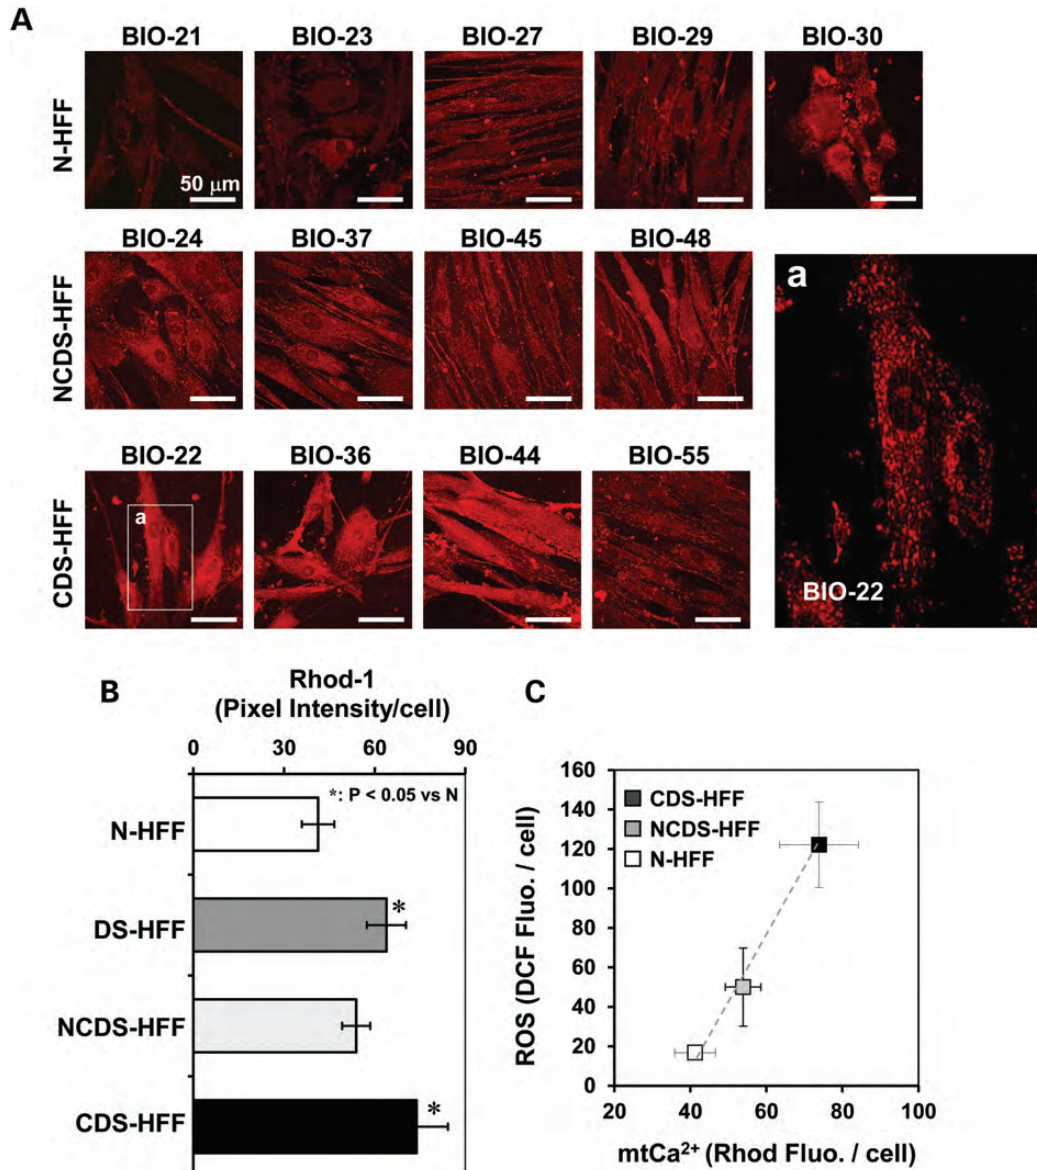 A
BIO-21 BIO-23 BIO-27 BIO-29 BIO-30
N-HFF
50 μm
BIO-24 BIO-37 BIO-45 BIO-48
NCDS-HFF
a
BIO-22 BIO-36 BIO-44 BIO-55
CDS-HFF
a
BIO-22
B
Rhod-1
(Pixel Intensity/cell)
0 30 60 90
*: P < 0.05 vs N
N-HFF
DS-HFF
*
NCDS-HFF
CDS-HFF
*
C
160
140
120
100
80
60
40
20
0
ROS (DCF Fluo. / cell)
CDS-HFF
NCDS-HFF
N-HFF
20 40 60 80 100
mtCa²⁺ (Rhod Fluo. / cell)